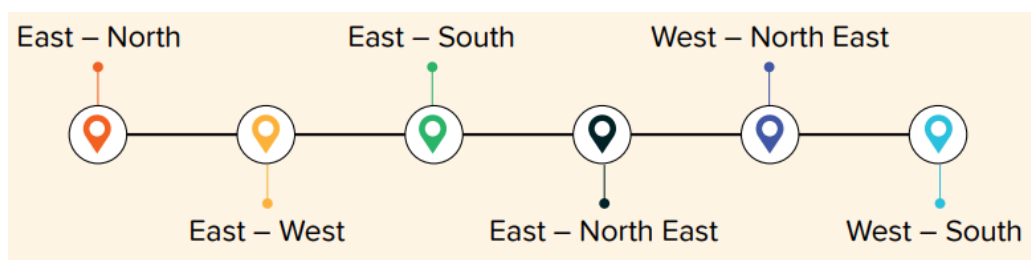 East – North
East – South
West – North East
East – West
East – North East
West – South